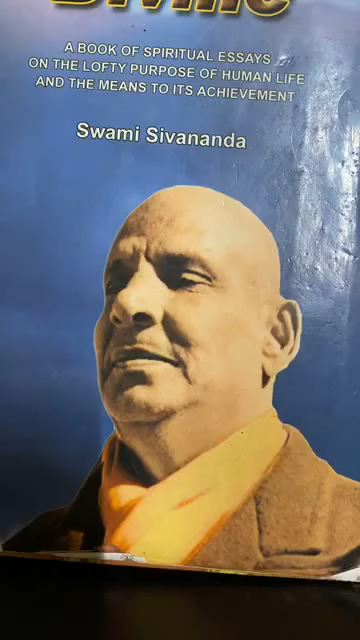 Divine
A BOOK OF SPIRITUAL ESSAYS
ON THE LOFTY PURPOSE OF HUMAN LIFE
AND THE MEANS TO ITS ACHIEVEMENT
Swami Sivananda